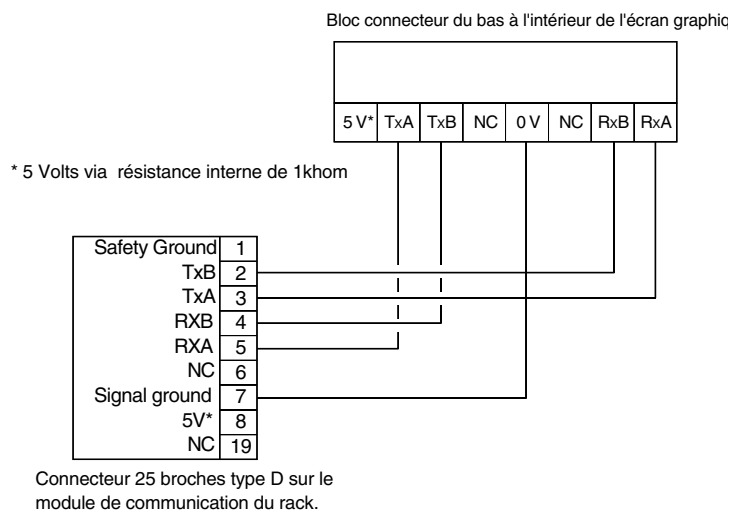 Bloc connecteur du bas à l'intérieur de l'écran graphiq
5 V* TxA TxB NC 0 V NC RxB RxA
* 5 Volts via résistance interne de 1khom
Safety Ground 1
TxB 2
TxA 3
RXB 4
RXA 5
NC 6
Signal ground 7
5V* 8
NC 19
Connecteur 25 broches type D sur le
module de communication du rack.